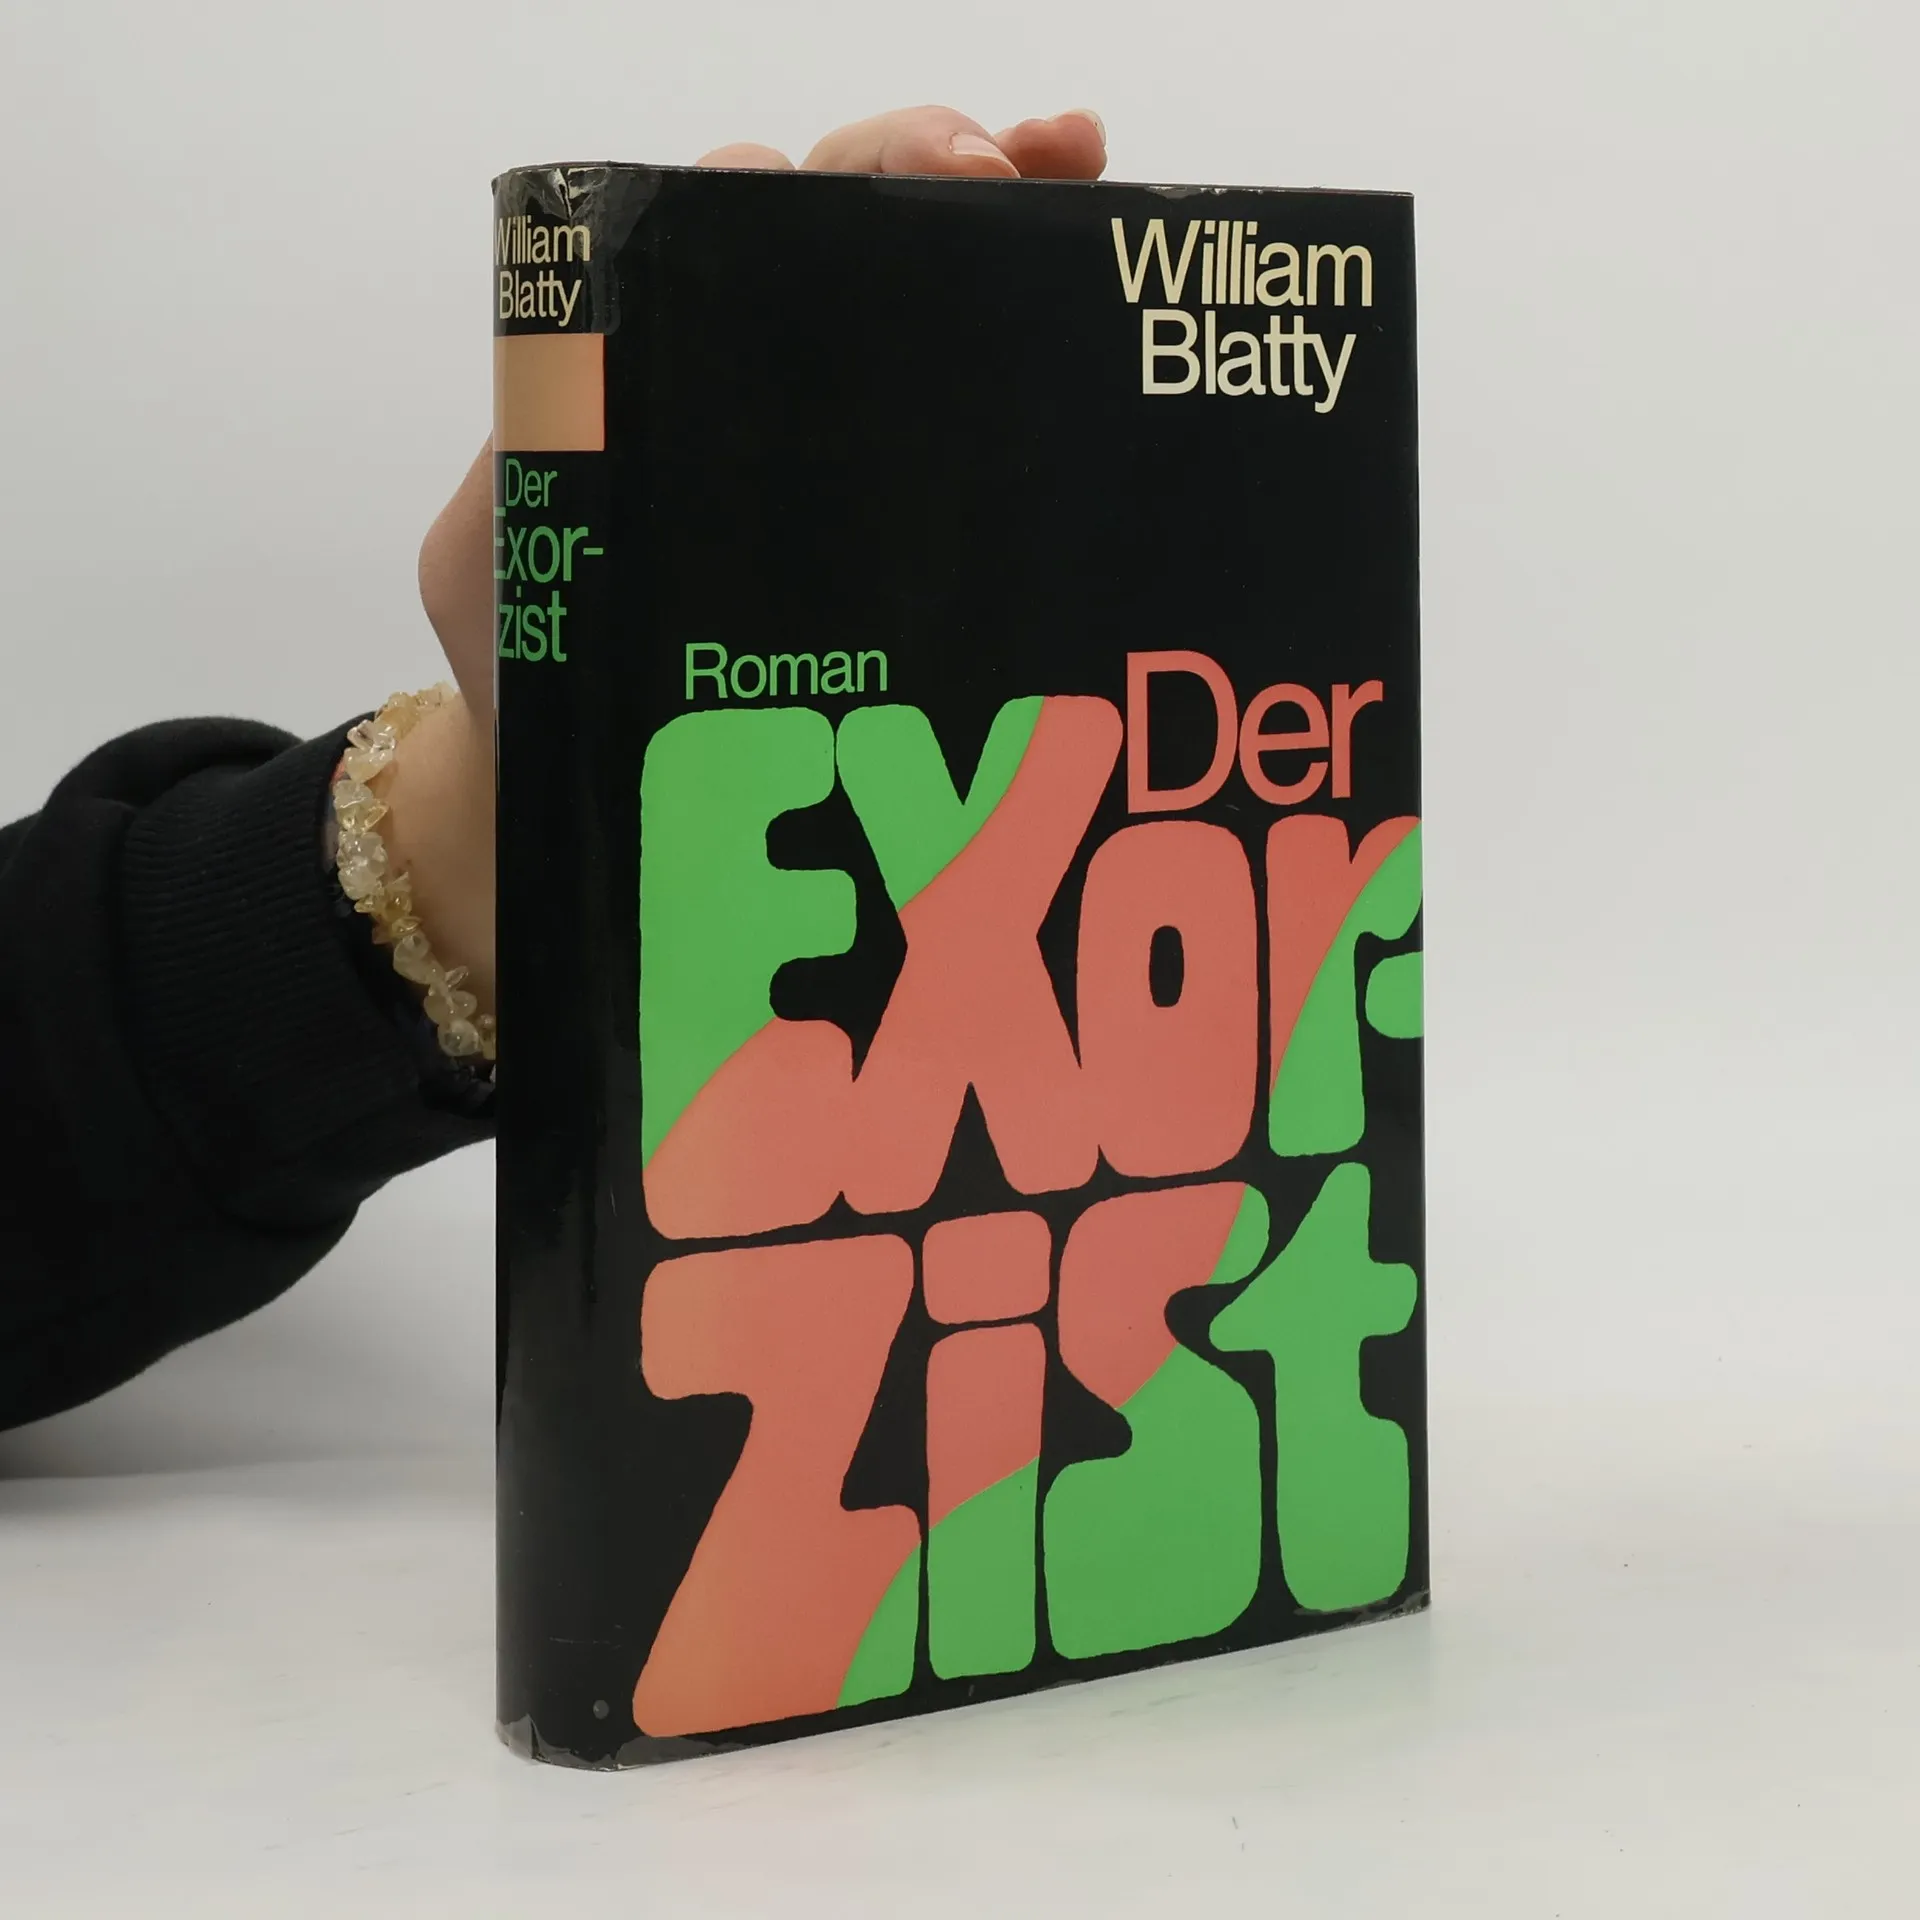 William
Blatty
Der
Exor-
zist
William
Blatty
Roman
Der
Exor-
zist